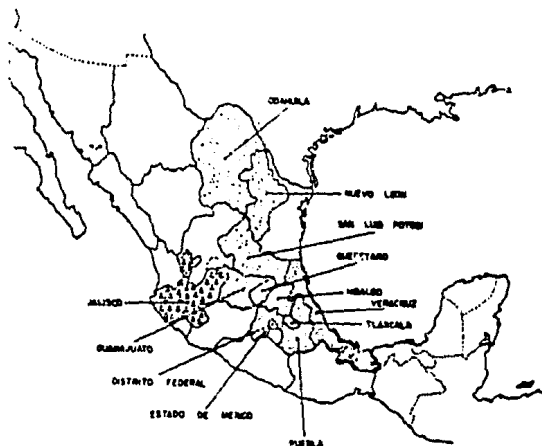 COAHUILA
NUEVO LEON
SAN LUIS POTOSI
QUERETARO
HIDALGO
VERACRUZ
JALISCO
TLAXCALA
GUANAJUATO
DISTRITO FEDERAL
ESTADO DE MEXICO
PUEBLA